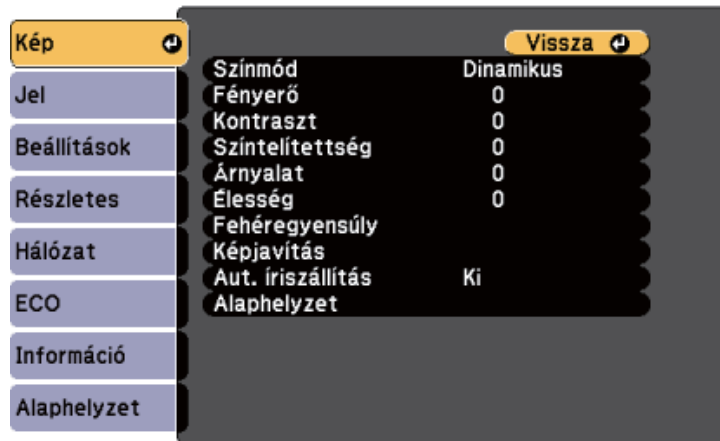 Kép
Jel
Beállítások
Részletes
Hálózat
ECO
Információ
Alaphelyzet
Vissza
Színmód Dinamikus
Fényerő 0
Kontraszt 0
Színtelítettség 0
Árnyalat 0
Élesség 0
Fehéregyensúly
Képjavítás
Aut. íriszállítás Ki
Alaphelyzet